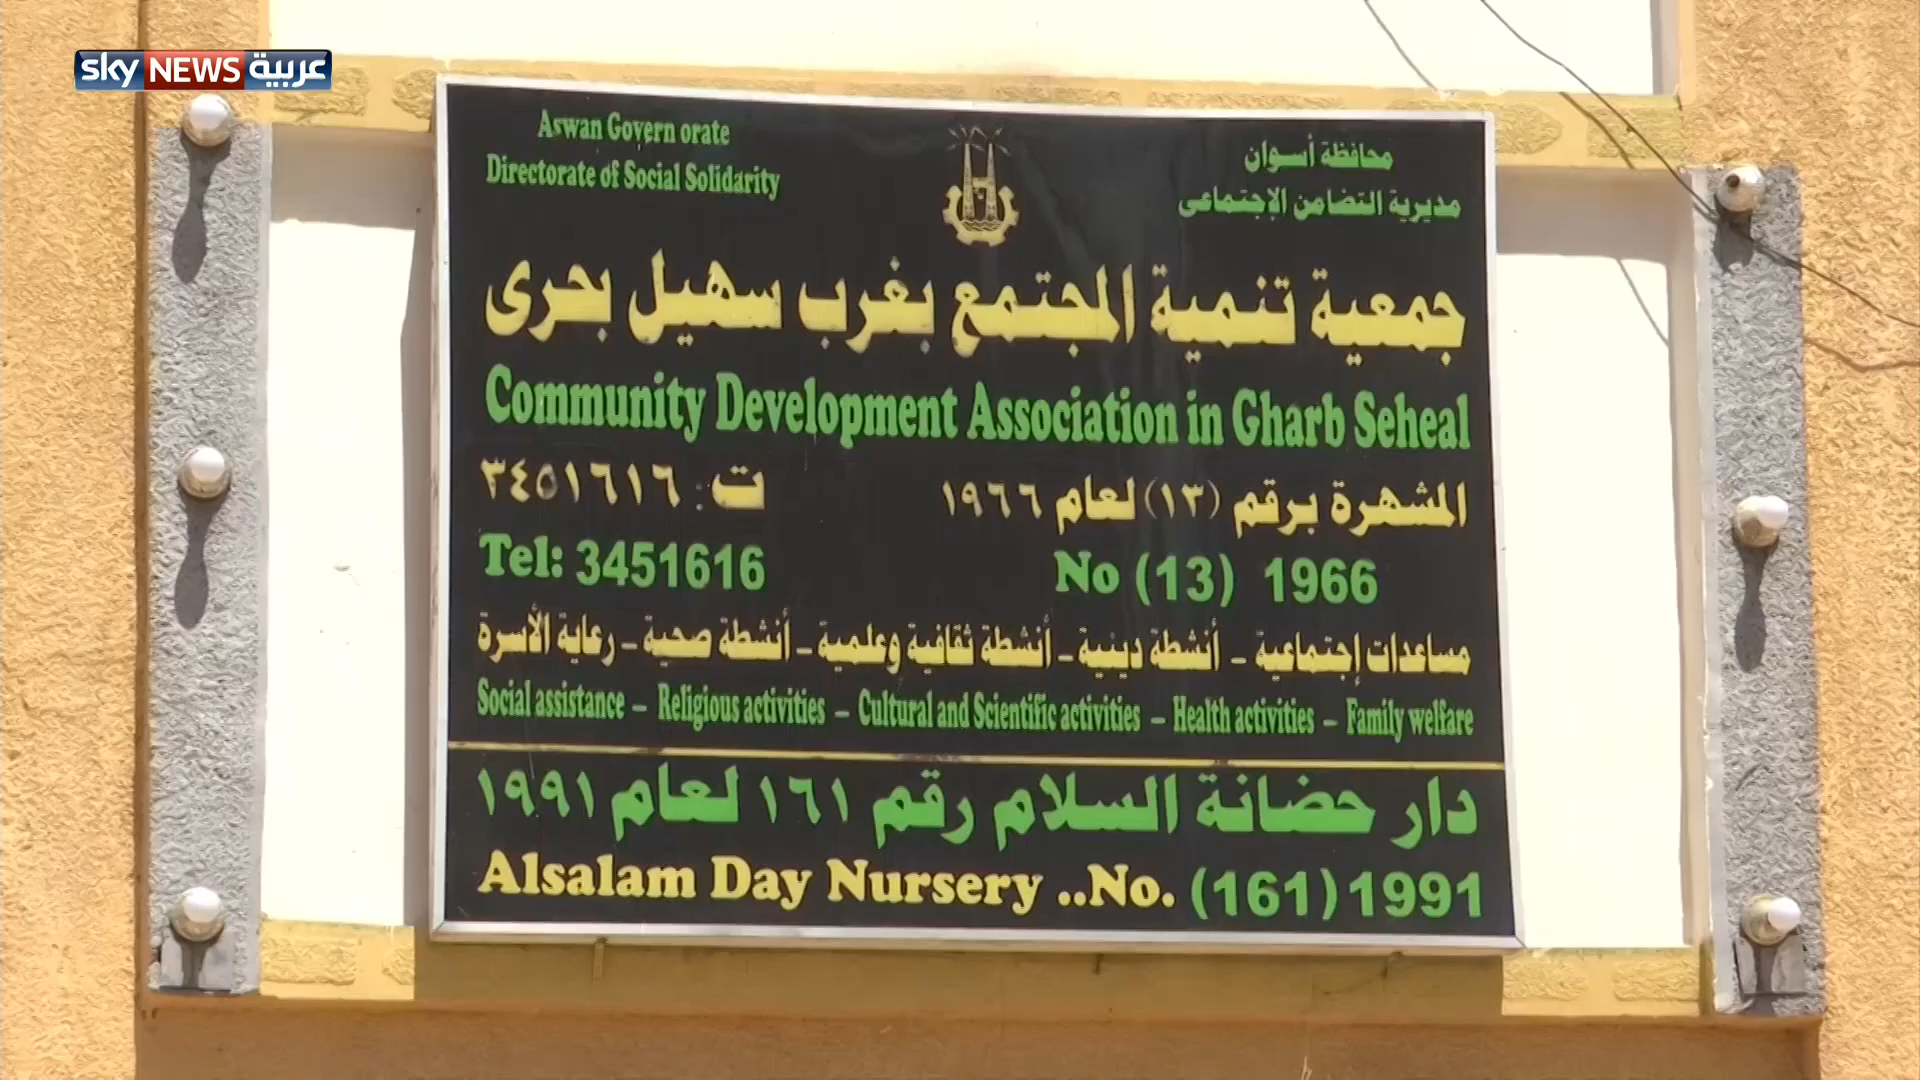 sky NEWS عربية
Aswan Govern orate
Directorate of Social Solidarity
محافظة أسوان
مديرية التضامن الإجتماعى
جمعية تنمية المجتمع بغرب سهيل بحرى
Community Development Association in Gharb Seheal
المشهرة برقم (١٣) لعام ١٩٦٦
ت : ٣٤٥١٦١٦
Tel: 3451616
No (13) 1966
مساعدات إجتماعية - أنشطة دينية - أنشطة ثقافية وعلمية - أنشطة صحية - رعاية الأسرة
Social assistance – Religious activities – Cultural and Scientific activities – Health activities – Family welfare
دار حضانة السلام رقم ١٦١ لعام ١٩٩١
Alsalam Day Nursery ..No. (161) 1991